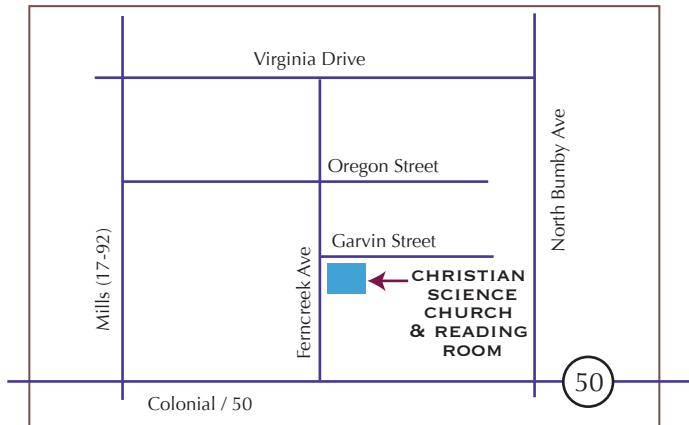 Virginia Drive
Oregon Street
North Bumby Ave
Garvin Street
Mills (17-92)
Ferncreek Ave
CHRISTIAN
SCIENCE
CHURCH
& READING
ROOM
50
Colonial / 50